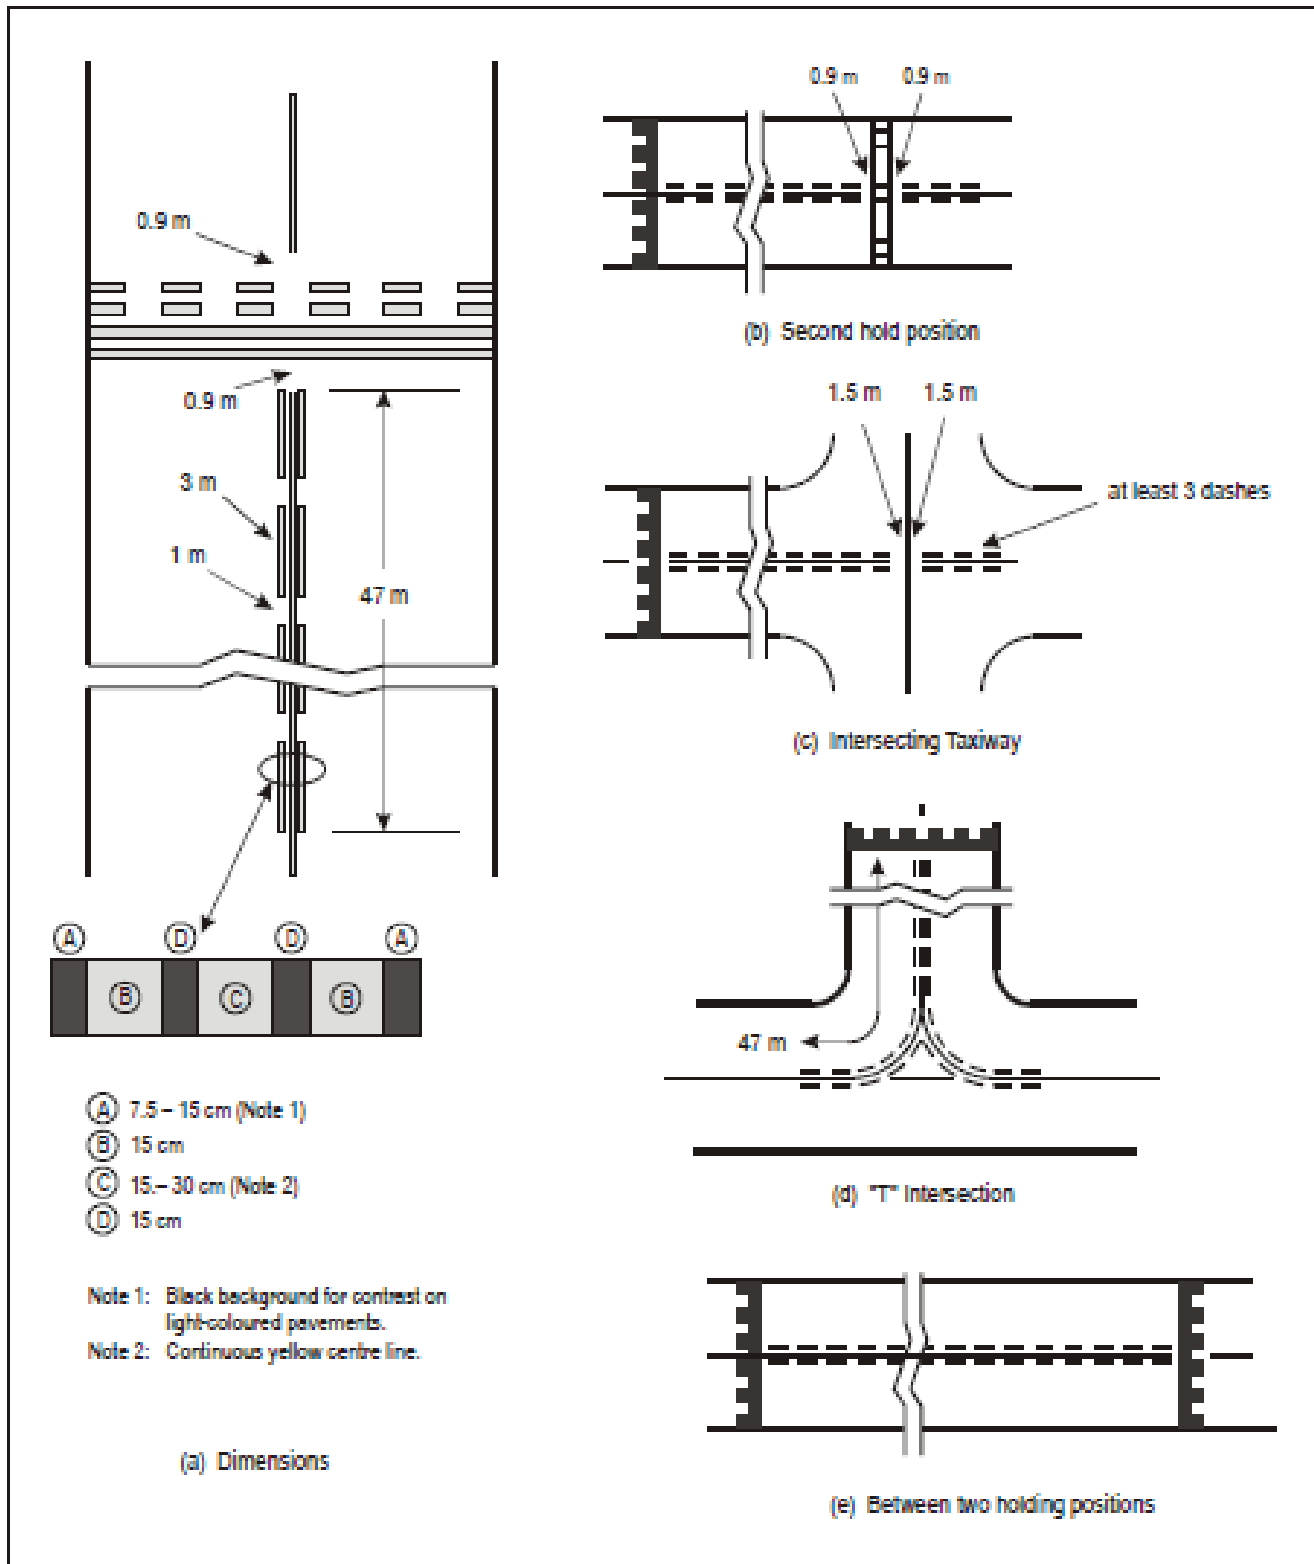 0.9 m
0.9 m
3 m
1 m
47 m
A D D A
B C B
A 7.5 – 15 cm (Note 1)
B 15 cm
C 15.– 30 cm (Note 2)
D 15 cm
Note 1: Black background for contrast on
light-coloured pavements.
Note 2: Continuous yellow centre line.
(a) Dimensions
0.9 m 0.9 m
(b) Second hold position
1.5 m 1.5 m
at least 3 dashes
(c) Intersecting Taxiway
47 m
(d) "T" Intersection
(e) Between two holding positions